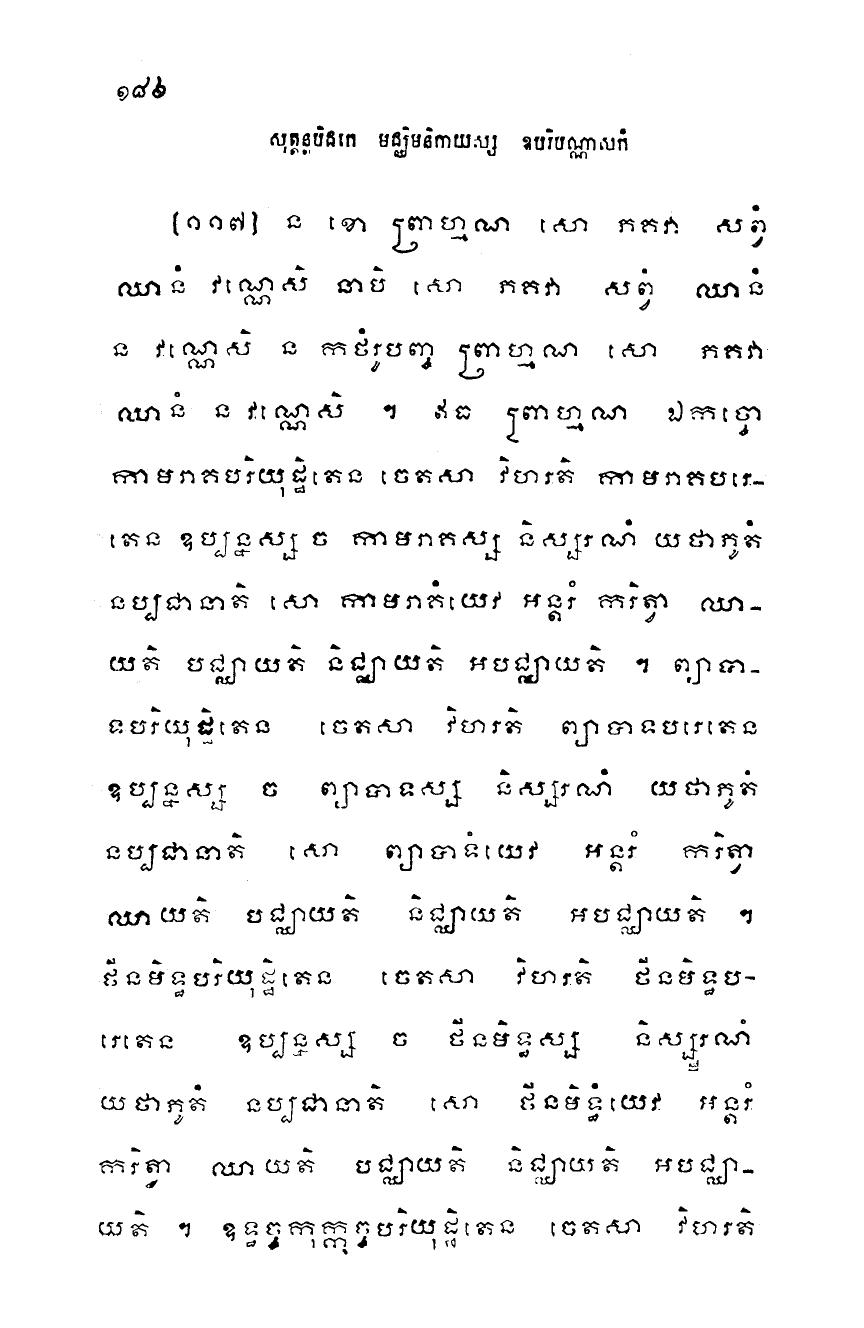 ១៨៦
សុត្តន្តបិដកេ មជ្ឈិមនិកាយស្ស ឧបរិបណ្ណាសកំ
[១១៧] ន ខោ ព្រាហ្មណ សោ ភគវា សព្វំ
ឈានំ វណ្ណេសិ នាបិ សោ ភគវា សព្វំ ឈានំ
ន វណ្ណេសិ ន កថំរូបញ្ច ព្រាហ្មណ សោ ភគវា
ឈានំ ន វណ្ណេសិ ។ ឥធ ព្រាហ្មណ ឯកច្ចោ
កាមរាគបរិយុដ្ឋិតេន ចេតសា វិហរតិ កាមរាគបរេ-
តេន ឧប្បន្នស្ស ច កាមរាគស្ស និស្សរណំ យថាភូតំ
នប្បជានាតិ សោ កាមរាគំយេវ អន្តរំ ករិត្វា ឈា-
យតិ បជ្ឈាយតិ និជ្ឈាយតិ អបជ្ឈាយតិ ។ ព្យាបា-
ទបរិយុដ្ឋិតេន ចេតសា វិហរតិ ព្យាបាទបរេតេន
ឧប្បន្នស្ស ច ព្យាបាទស្ស និស្សរណំ យថាភូតំ
នប្បជានាតិ សោ ព្យាបាទំយេវ អន្តរំ ករិត្វា
ឈាយតិ បជ្ឈាយតិ និជ្ឈាយតិ អបជ្ឈាយតិ ។
ថីនមិទ្ធបរិយុដ្ឋិតេន ចេតសា វិហរតិ ថីនមិទ្ធប-
រេតេន ឧប្បន្នស្ស ច ថីនមិទ្ធស្ស និស្សរណំ
យថាភូតំ នប្បជានាតិ សោ ថីនមិទ្ធំយេវ អន្តរំ
ករិត្វា ឈាយតិ បជ្ឈាយតិ និជ្ឈាយតិ អបជ្ឈា-
យតិ ។ ឧទ្ធច្ចកុក្កុច្ចបរិយុដ្ឋិតេន ចេតសា វិហរតិ